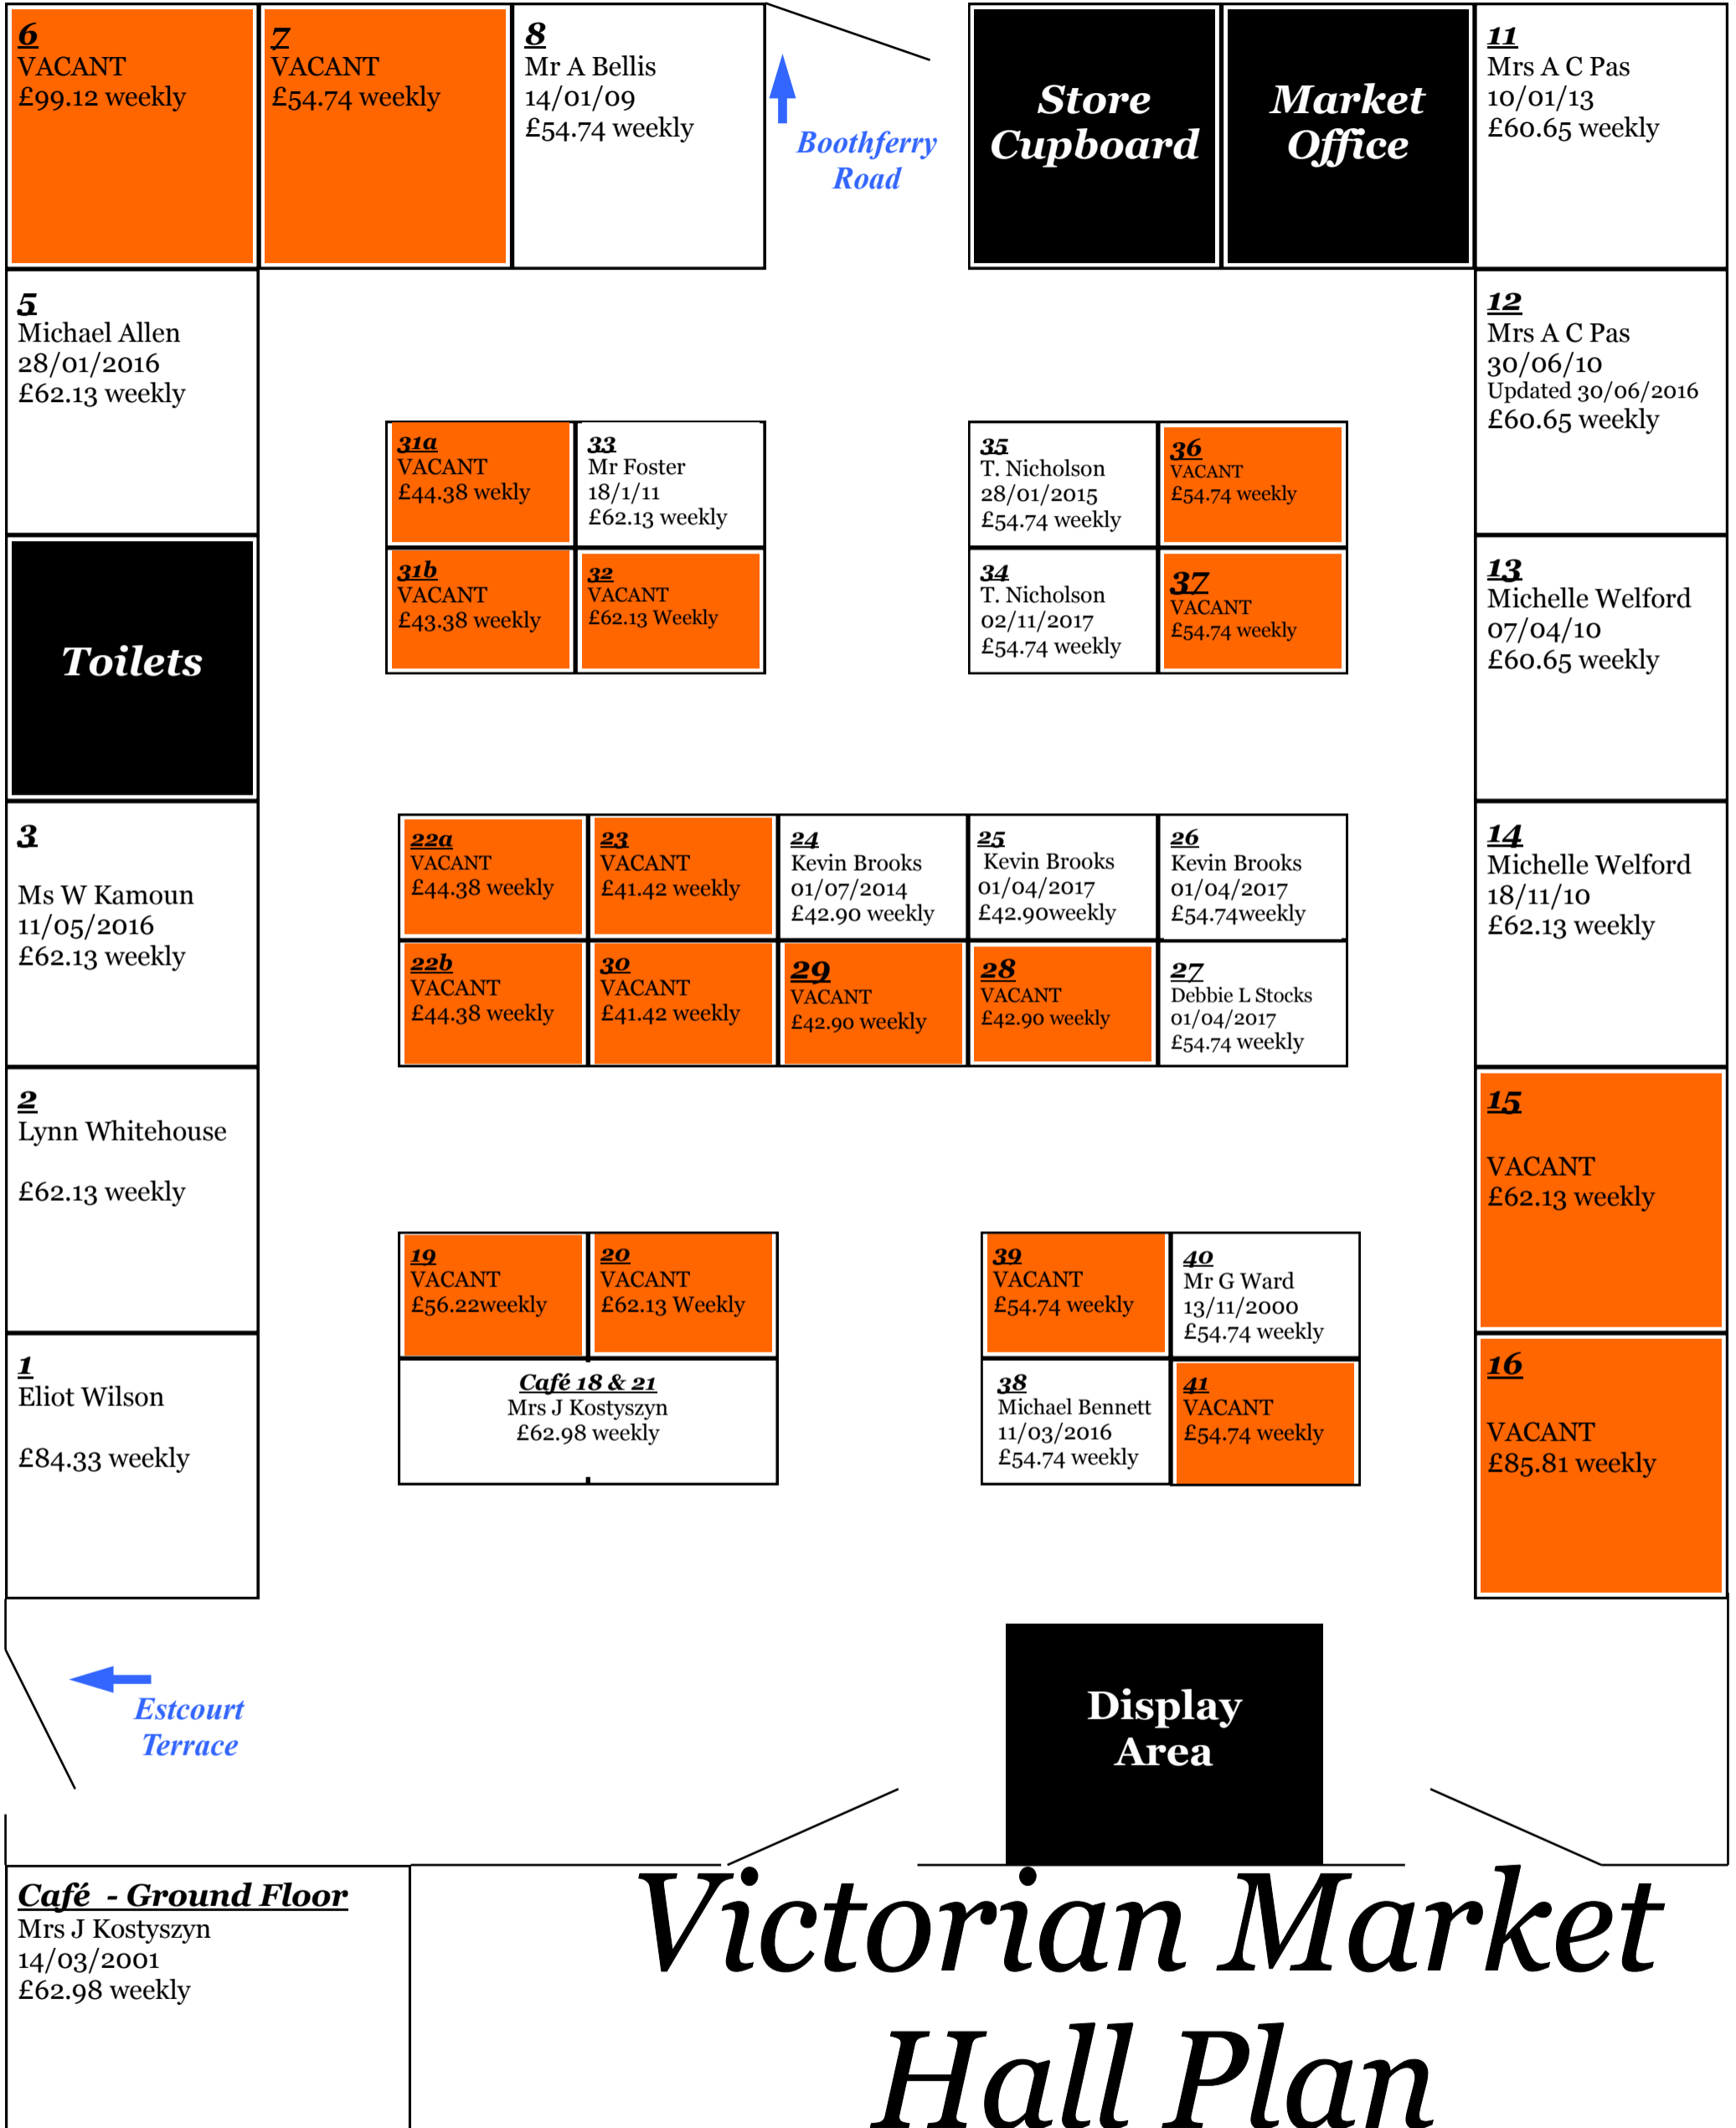 6
VACANT
£99.12 weekly
7
VACANT
£54.74 weekly
8
Mr A Bellis
14/01/09
£54.74 weekly
Boothferry
Road
Store
Cupboard
Market
Office
11
Mrs A C Pas
10/01/13
£60.65 weekly
5
Michael Allen
28/01/2016
£62.13 weekly
12
Mrs A C Pas
30/06/10
Updated 30/06/2016
£60.65 weekly
31a
VACANT
£44.38 wekly
33
Mr Foster
18/1/11
£62.13 weekly
35
T. Nicholson
28/01/2015
£54.74 weekly
36
VACANT
£54.74 weekly
31b
VACANT
£43.38 weekly
32
VACANT
£62.13 Weekly
34
T. Nicholson
02/11/2017
£54.74 weekly
37
VACANT
£54.74 weekly
Toilets
13
Michelle Welford
07/04/10
£60.65 weekly
3
Ms W Kamoun
11/05/2016
£62.13 weekly
22a
VACANT
£44.38 weekly
23
VACANT
£41.42 weekly
24
Kevin Brooks
01/07/2014
£42.90 weekly
25
Kevin Brooks
01/04/2017
£42.90weekly
26
Kevin Brooks
01/04/2017
£54.74weekly
14
Michelle Welford
18/11/10
£62.13 weekly
22b
VACANT
£44.38 weekly
30
VACANT
£41.42 weekly
29
VACANT
£42.90 weekly
28
VACANT
£42.90 weekly
27
Debbie L Stocks
01/04/2017
£54.74 weekly
2
Lynn Whitehouse
£62.13 weekly
15
VACANT
£62.13 weekly
19
VACANT
£56.22weekly
20
VACANT
£62.13 Weekly
39
VACANT
£54.74 weekly
40
Mr G Ward
13/11/2000
£54.74 weekly
1
Eliot Wilson
£84.33 weekly
Café 18 & 21
Mrs J Kostyszyn
£62.98 weekly
38
Michael Bennett
11/03/2016
£54.74 weekly
41
VACANT
£54.74 weekly
16
VACANT
£85.81 weekly
Estcourt
Terrace
Display
Area
Café - Ground Floor
Mrs J Kostyszyn
14/03/2001
£62.98 weekly
Victorian Market
Hall Plan